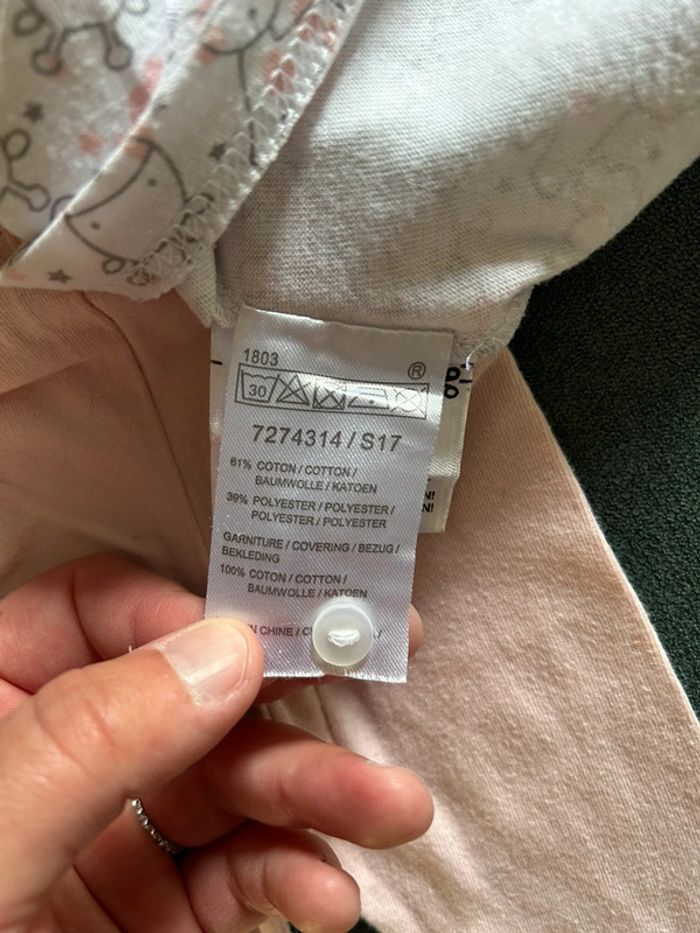 1803
®
30
7274314/S17
61% COTON/COTTON/
BAUMWOLLE/KATOEN
39% POLYESTER/POLYESTER/
POLYESTER/POLYESTER
GARNITURE/COVERING/BEZUG/
BEKLEDING
100% COTON/COTTON/
BAUMWOLLE/KATOEN
CHINE/